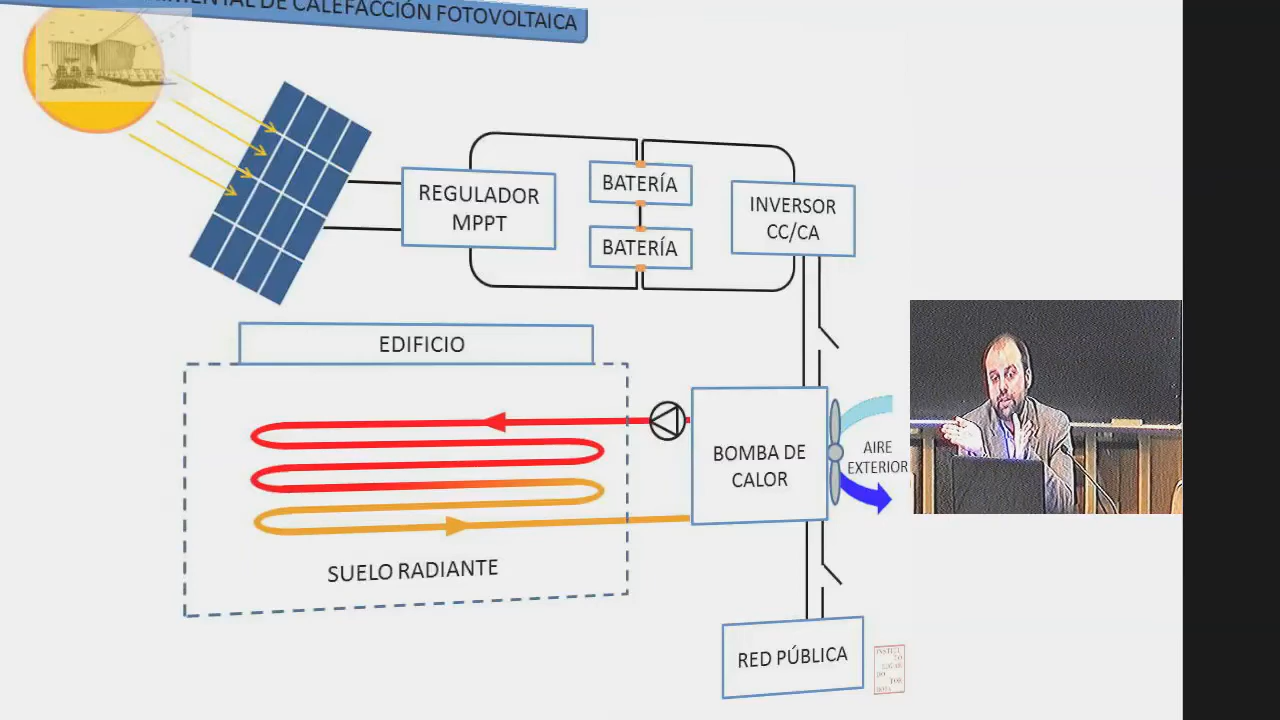 DE CALEFACCIÓN FOTOVOLTAICA
REGULADOR
MPPT
BATERÍA
BATERÍA
INVERSOR
CC/CA
EDIFICIO
BOMBA DE
CALOR
AIRE
EXTERIOR
SUELO RADIANTE
RED PÚBLICA